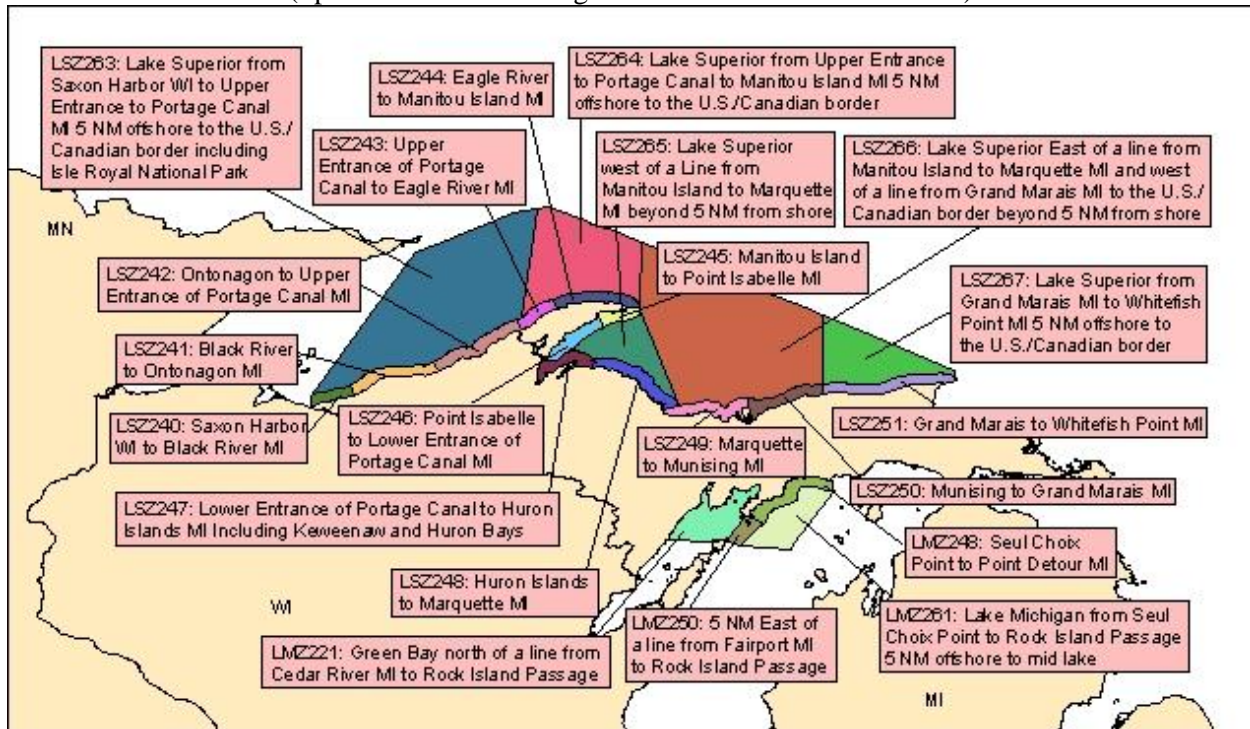 LSZ263: Lake Superior from
Saxon Harbor WI to Upper
Entrance to Portage Canal
MI 5 NM offshore to the U.S./
Canadian border including
Isle Royal National Park
LSZ244: Eagle River
to Manitou Island MI
LSZ264: Lake Superior from Upper Entrance
to Portage Canal to Manitou Island MI 5 NM
offshore to the U.S./Canadian border
LSZ243: Upper
Entrance of Portage
Canal to Eagle River MI
LSZ265: Lake Superior
west of a Line from
Manitou Island to Marquette
MI beyond 5 NM from shore
LSZ266: Lake Superior East of a line from
Manitou Island to Marquette MI and west
of a line from Grand Marais MI to the U.S./
Canadian border beyond 5 NM from shore
MN
LSZ242: Ontonagon to Upper
Entrance of Portage Canal MI
LSZ245: Manitou Island
to Point Isabelle MI
LSZ267: Lake Superior from
Grand Marais MI to Whitefish
Point MI 5 NM offshore to
the U.S./Canadian border
LSZ241: Black River
to Ontonagon MI
LSZ240: Saxon Harbor
WI to Black River MI
LSZ246: Point Isabelle
to Lower Entrance of
Portage Canal MI
LSZ249: Marquette
to Munising MI
LSZ251: Grand Marais to Whitefish Point MI
LSZ247: Lower Entrance of Portage Canal to Huron
Islands MI Including Keweenaw and Huron Bays
LSZ250: Munising to Grand Marais MI
LMZ248: Seul Choix
Point to Point Detour MI
LSZ248: Huron Islands
to Marquette MI
WI
LMZ221: Green Bay north of a line from
Cedar River MI to Rock Island Passage
LMZ250: 5 NM East of
a line from Fairport MI
to Rock Island Passage
LMZ261: Lake Michigan from Seul
Choix Point to Rock Island Passage
5 NM offshore to mid lake
MI